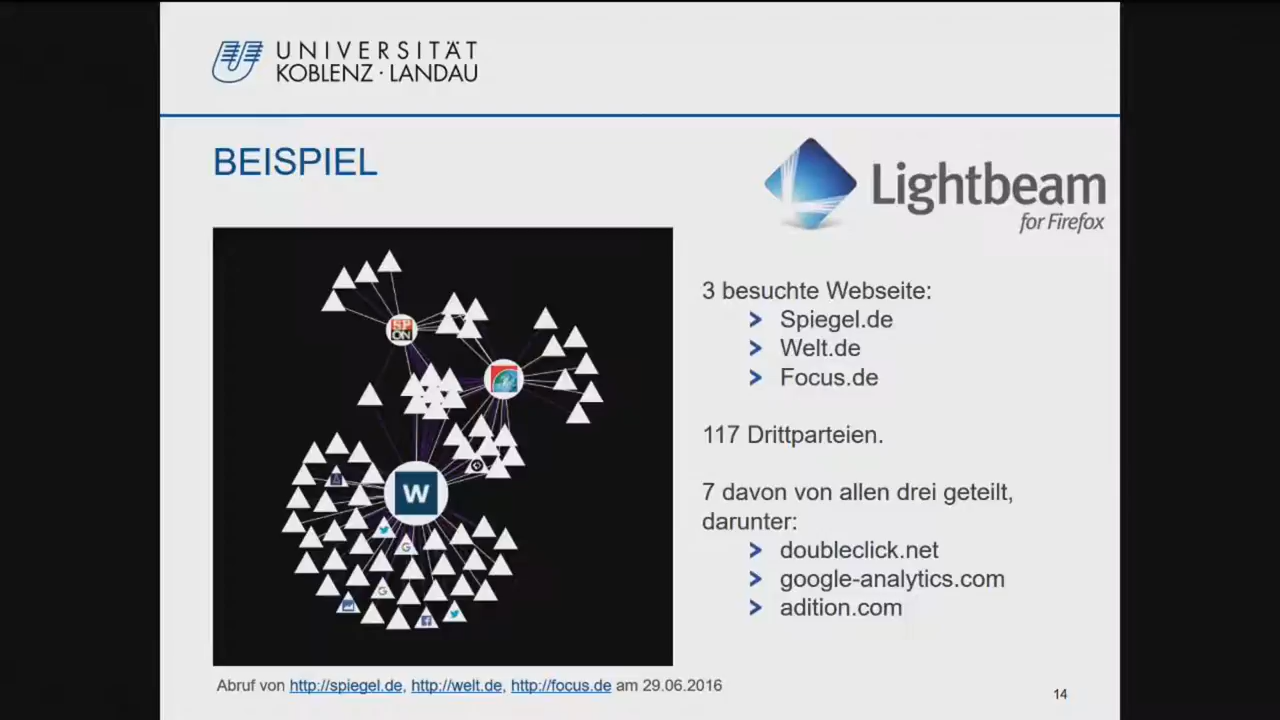 UNIVERSITÄT
KOBLENZ · LANDAU
BEISPIEL
Lightbeam
for Firefox
SP
ON
W
G
G
3 besuchte Webseite:
> Spiegel.de
> Welt.de
> Focus.de
117 Drittparteien.
7 davon von allen drei geteilt,
darunter:
> doubleclick.net
> google-analytics.com
> adition.com
Abruf von http://spiegel.de, http://welt.de, http://focus.de am 29.06.2016
14